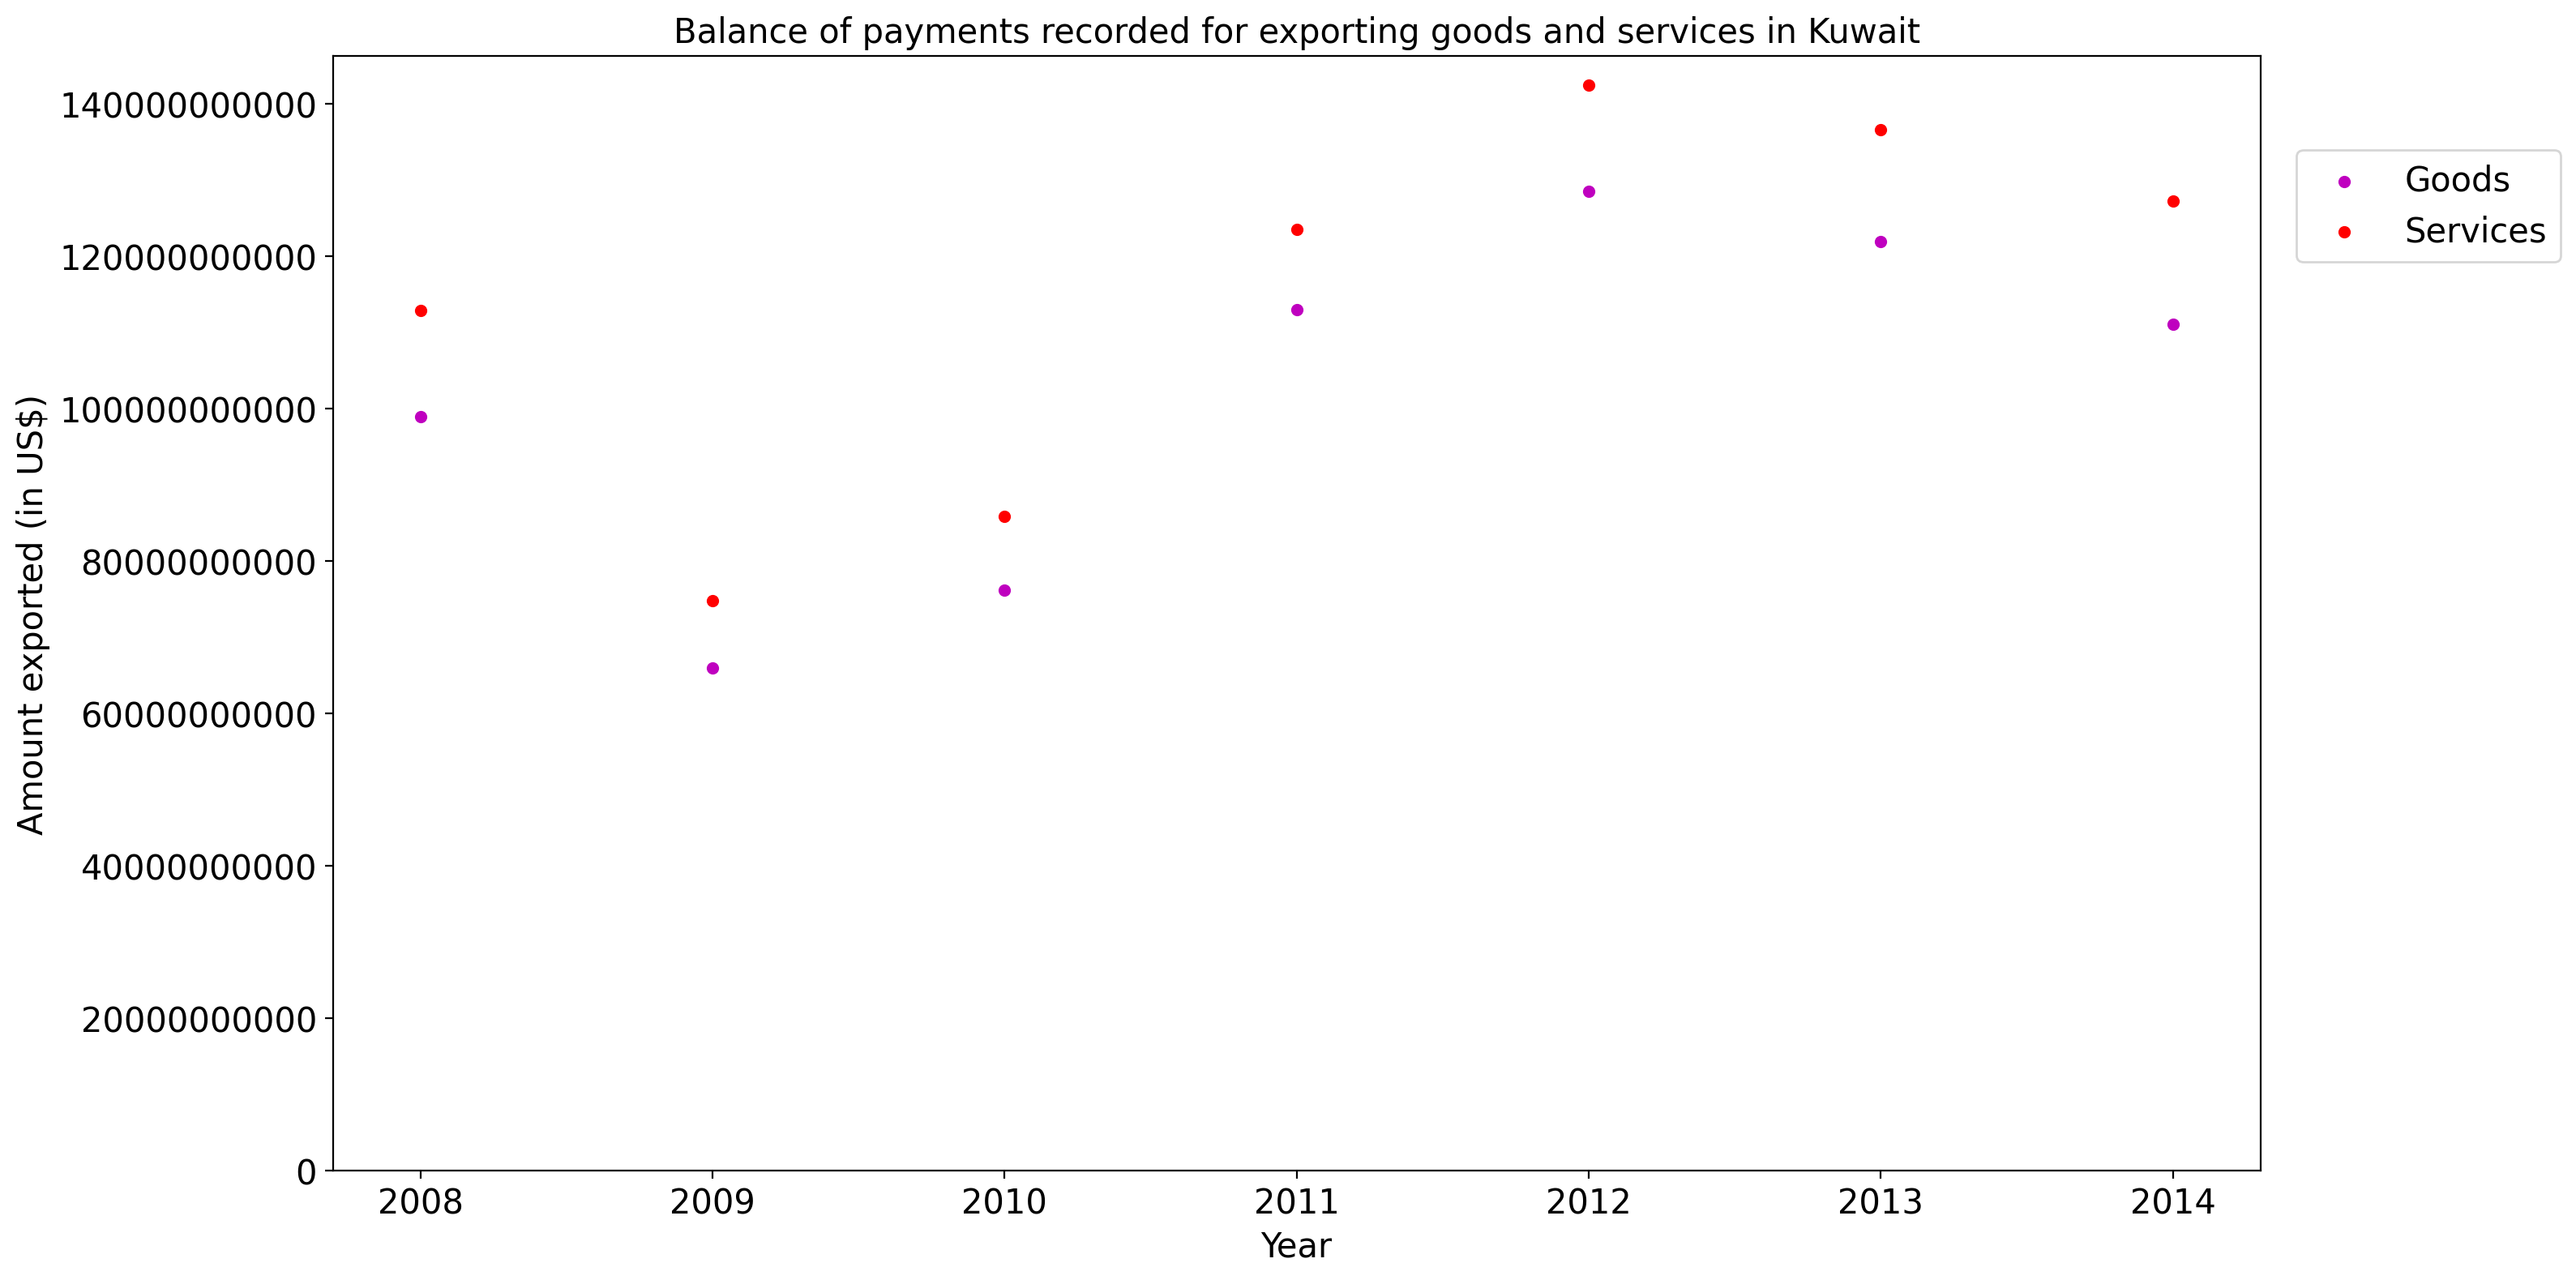 Balance of payments recorded for exporting goods and services in Kuwait
Amount exported (in US$)
140000000000
120000000000
100000000000
80000000000
60000000000
40000000000
20000000000
0
2008 2009 2010 2011 2012 2013 2014
Year
Goods
Services